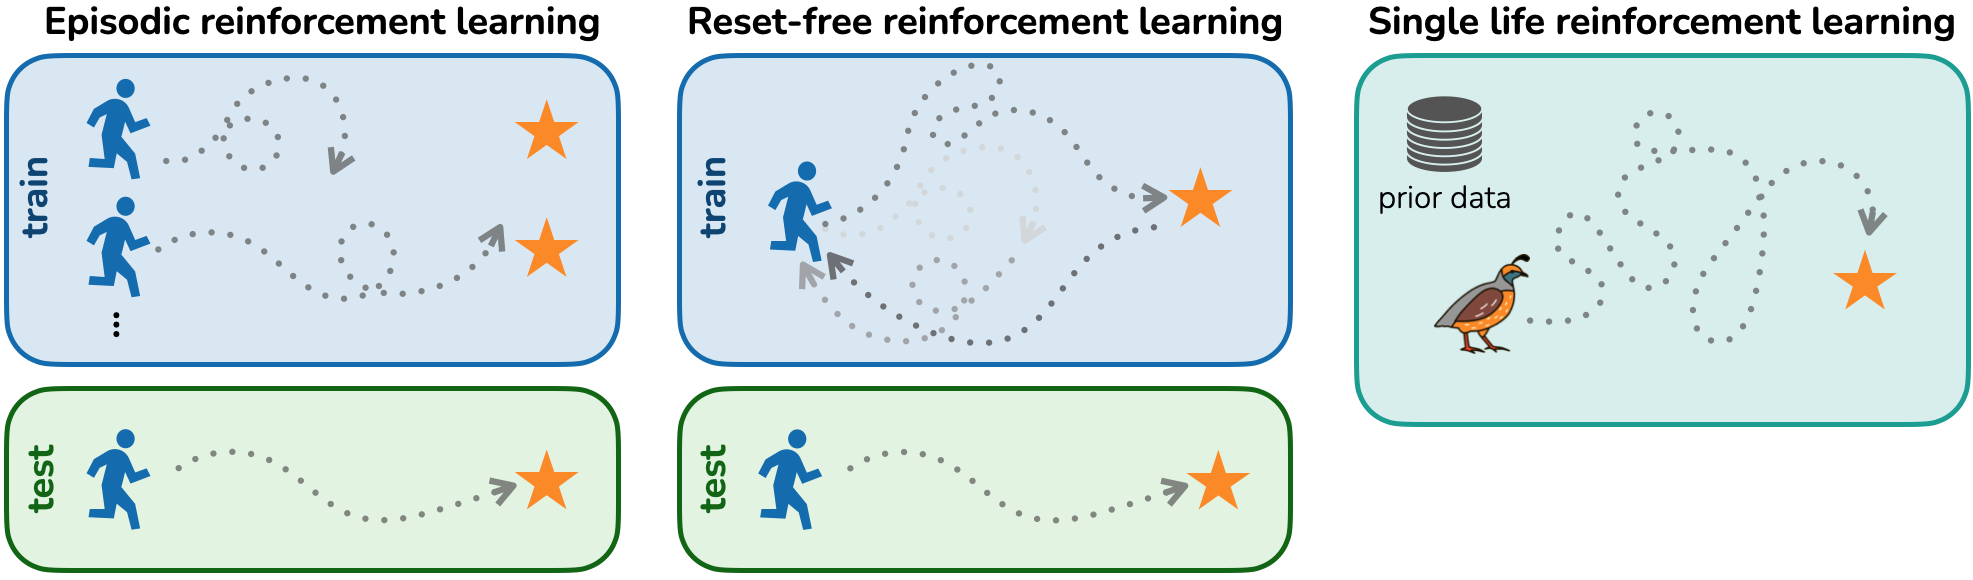 Episodic reinforcement learning
train
test
Reset-free reinforcement learning
train
test
Single life reinforcement learning
prior data